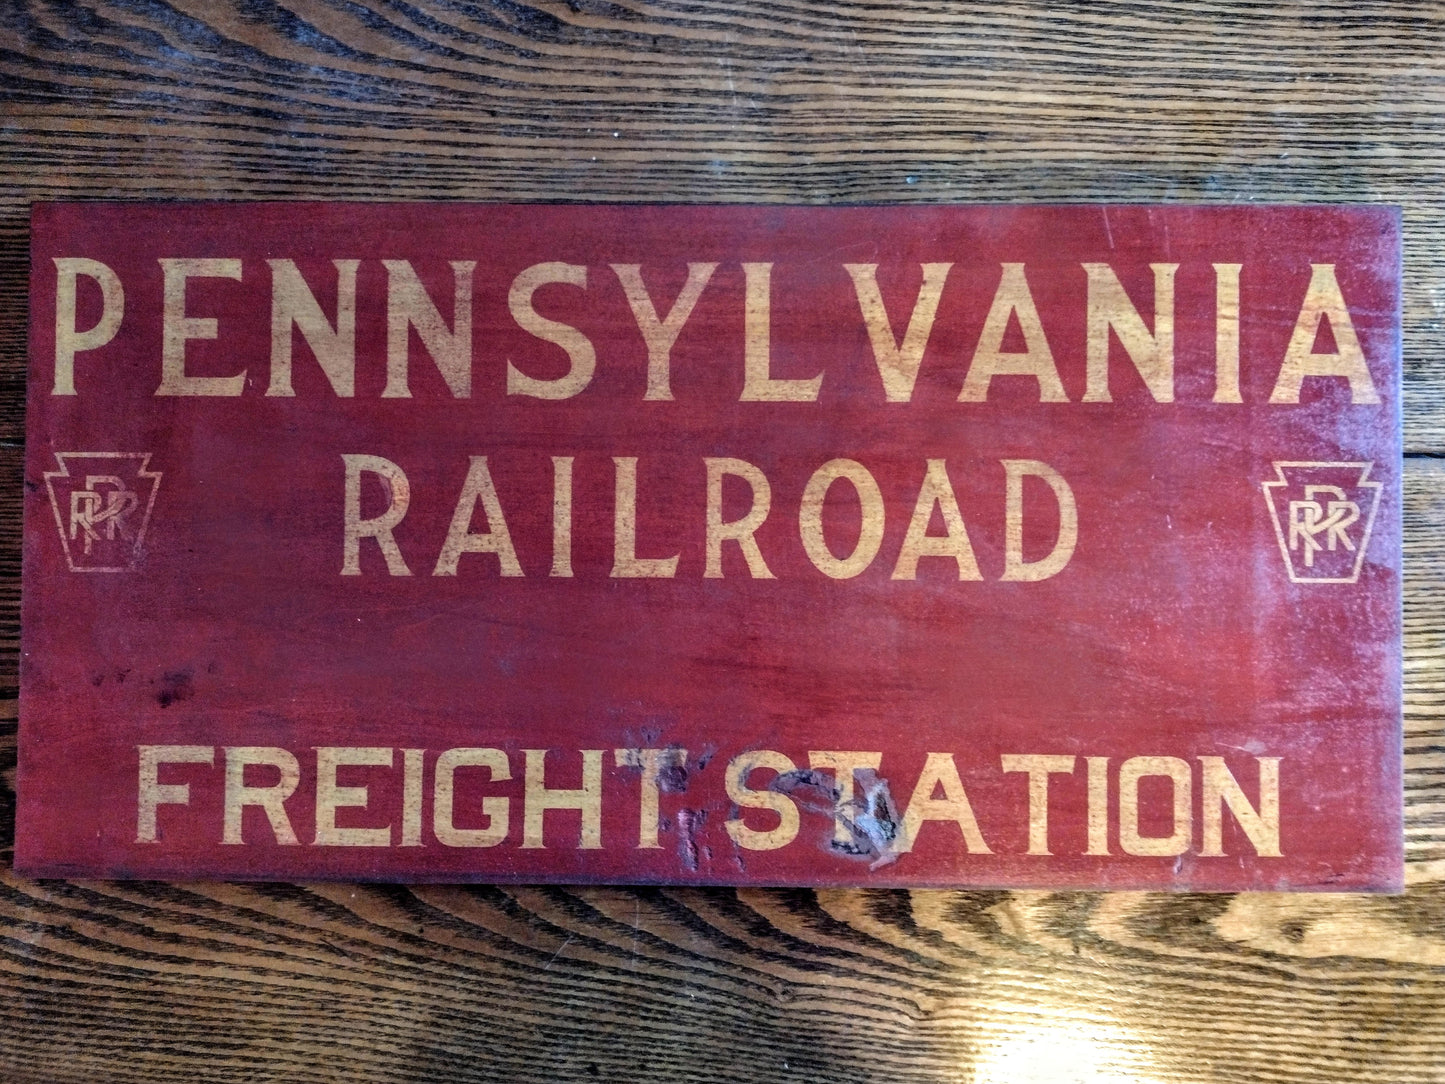 PENNSYLVANIA
PRR RAILROAD PRR
FREIGHT STATION